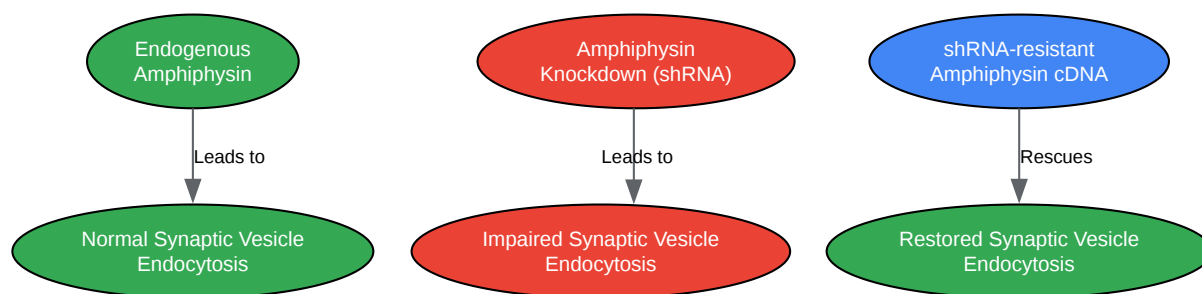 Endogenous
Amphiphysin
Amphiphysin
Knockdown (shRNA)
shRNA-resistant
Amphiphysin cDNA
Leads to
Leads to
Rescues
Normal Synaptic Vesicle
Endocytosis
Impaired Synaptic Vesicle
Endocytosis
Restored Synaptic Vesicle
Endocytosis